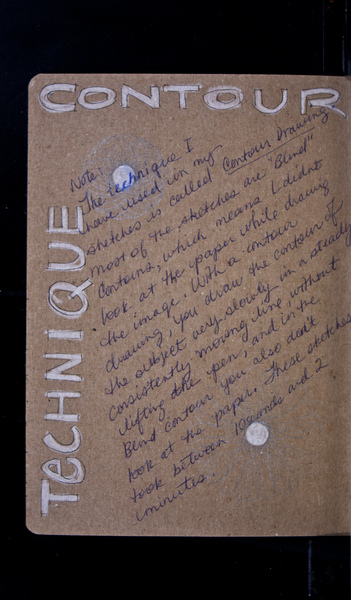 CONTOUR
TECHNIQUE
Note:
The technique I
have used in my
sketches is called Contour Drawing
most of the sketches are "Blind"
Contours, which means I didnt
look at the paper while drawing
the image. With a contour
drawing, you draw the contour of
the subject very slowly in a steady
consistently moving line, without
lifting the pen, and in the
Blind contour you also don't
look at the paper. These sketches
took between 10 seconds and 2
minutes.